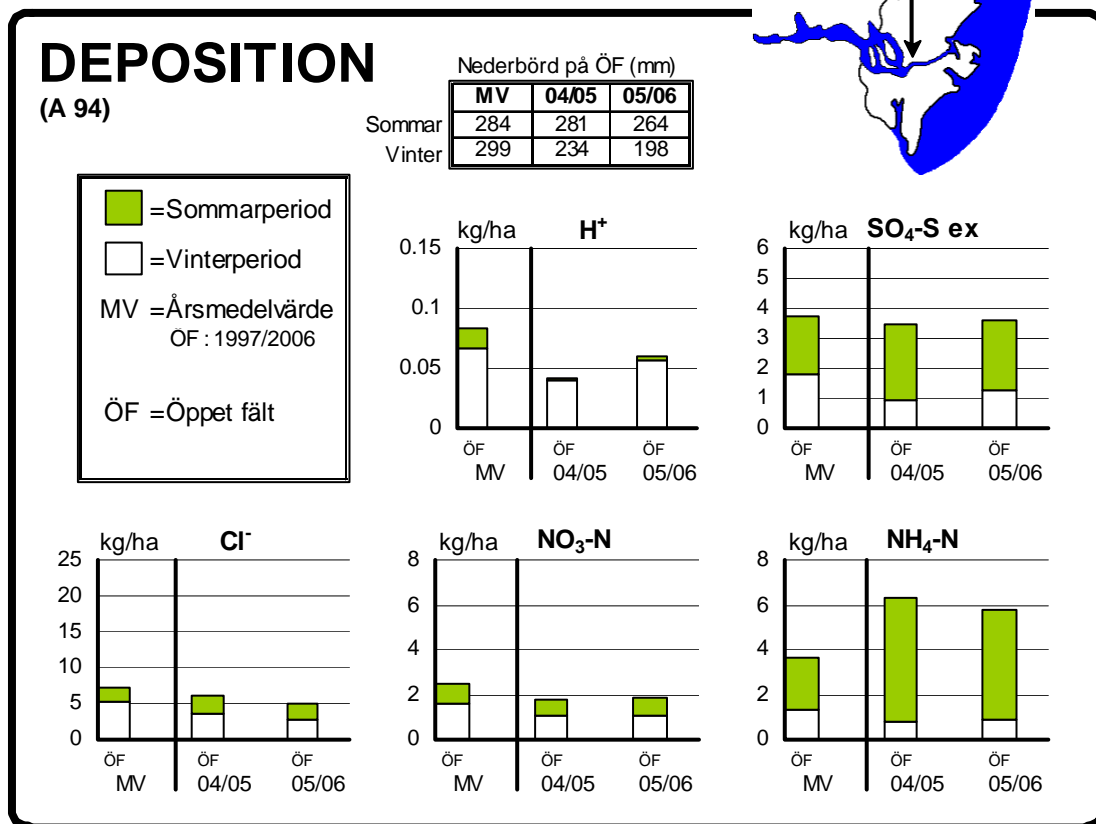 DEPOSITION
(A 94)
Nederbörd på ÖF (mm)
MV 04/05 05/06
Sommar 284 281 264
Vinter 299 234 198
=Sommarperiod
=Vinterperiod
MV =Årsmedelvärde
ÖF : 1997/2006
ÖF =Öppet fält
kg/ha H⁺
0.15
0.1
0.05
0
ÖF ÖF ÖF
MV 04/05 05/06
kg/ha SO₄-S ex
6
5
4
3
2
1
0
ÖF ÖF ÖF
MV 04/05 05/06
kg/ha Cl⁻
25
20
15
10
5
0
ÖF ÖF ÖF
MV 04/05 05/06
kg/ha NO₃-N
8
6
4
2
0
ÖF ÖF ÖF
MV 04/05 05/06
kg/ha NH₄-N
8
6
4
2
0
ÖF ÖF ÖF
MV 04/05 05/06